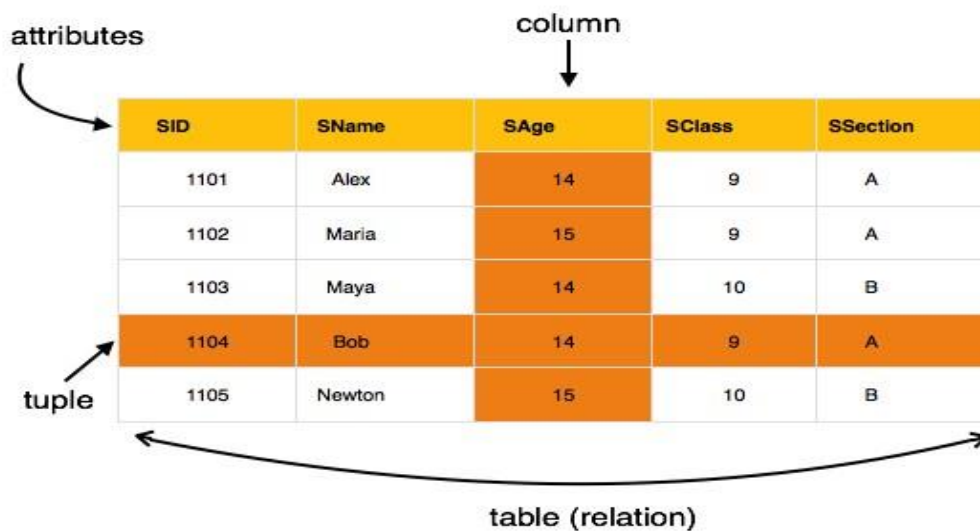 column
attributes
SID SName SAge SClass SSection
1101 Alex 14 9 A
1102 Maria 15 9 A
1103 Maya 14 10 B
1104 Bob 14 9 A
tuple
1105 Newton 15 10 B
table (relation)